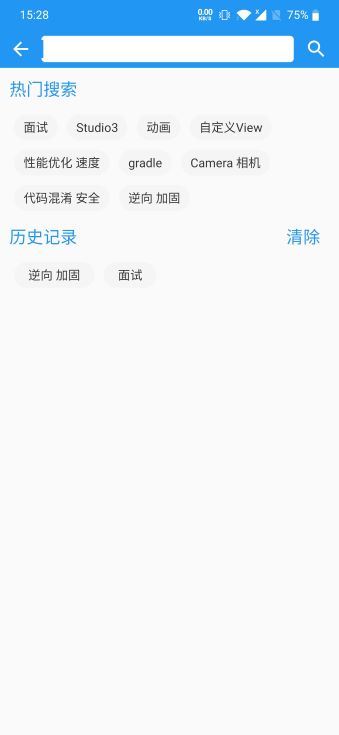 15:28 0.00 KB/S 75%
热门搜索
面试 Studio3 动画 自定义View
性能优化 速度 gradle Camera 相机
代码混淆 安全 逆向 加固
历史记录 清除
逆向 加固 面试